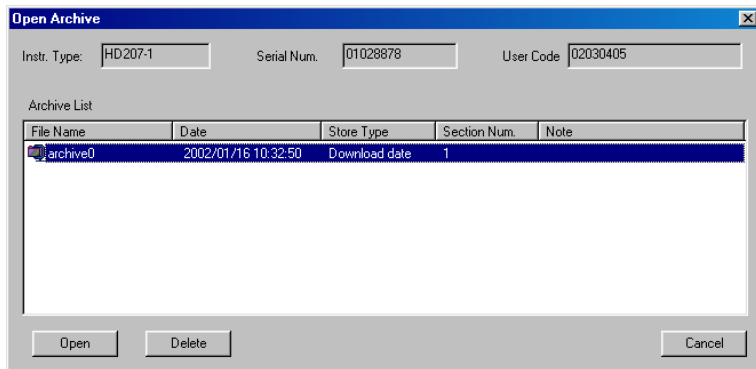 Open Archive
Instr. Type: HD207-1 Serial Num. 01028878 User Code 02030405
Archive List
File Name Date Store Type Section Num. Note
archive0 2002/01/16 10:32:50 Download date 1
Open Delete Cancel